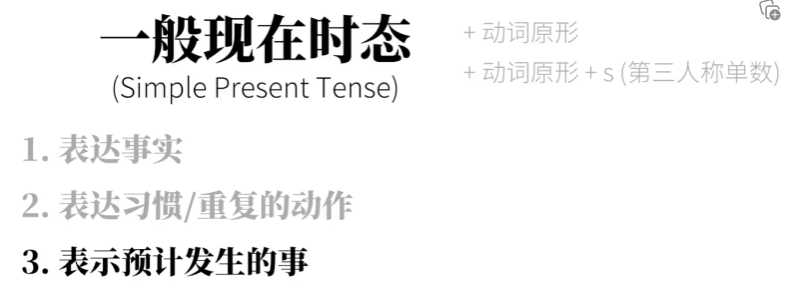 一般现在时态
(Simple Present Tense)
+ 动词原形
+ 动词原形 + s (第三人称单数)
1. 表达事实
2. 表达习惯/重复的动作
3. 表示预计发生的事